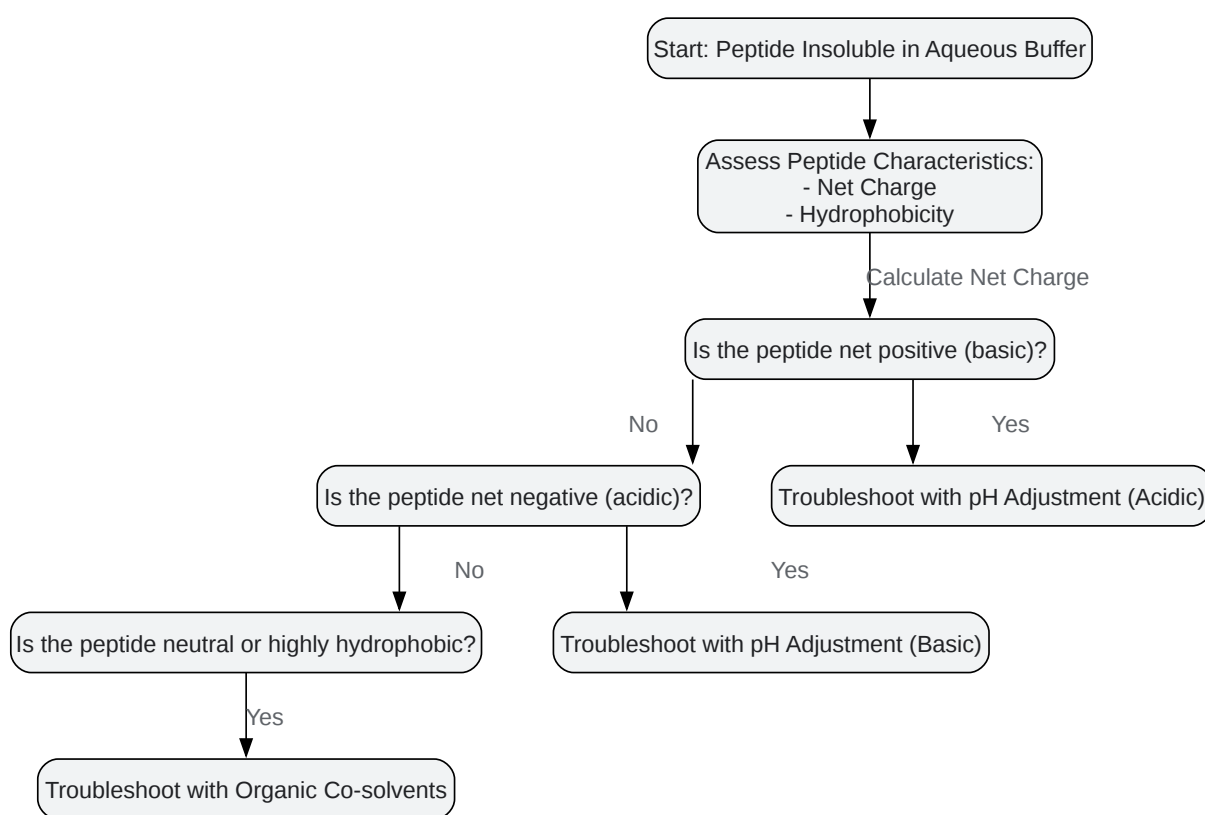 Start: Peptide Insoluble in Aqueous Buffer
Assess Peptide Characteristics:
- Net Charge
- Hydrophobicity
Calculate Net Charge
Is the peptide net positive (basic)?
No
Yes
Is the peptide net negative (acidic)?
Troubleshoot with pH Adjustment (Acidic)
No
Yes
Is the peptide neutral or highly hydrophobic?
Troubleshoot with pH Adjustment (Basic)
Yes
Troubleshoot with Organic Co-solvents